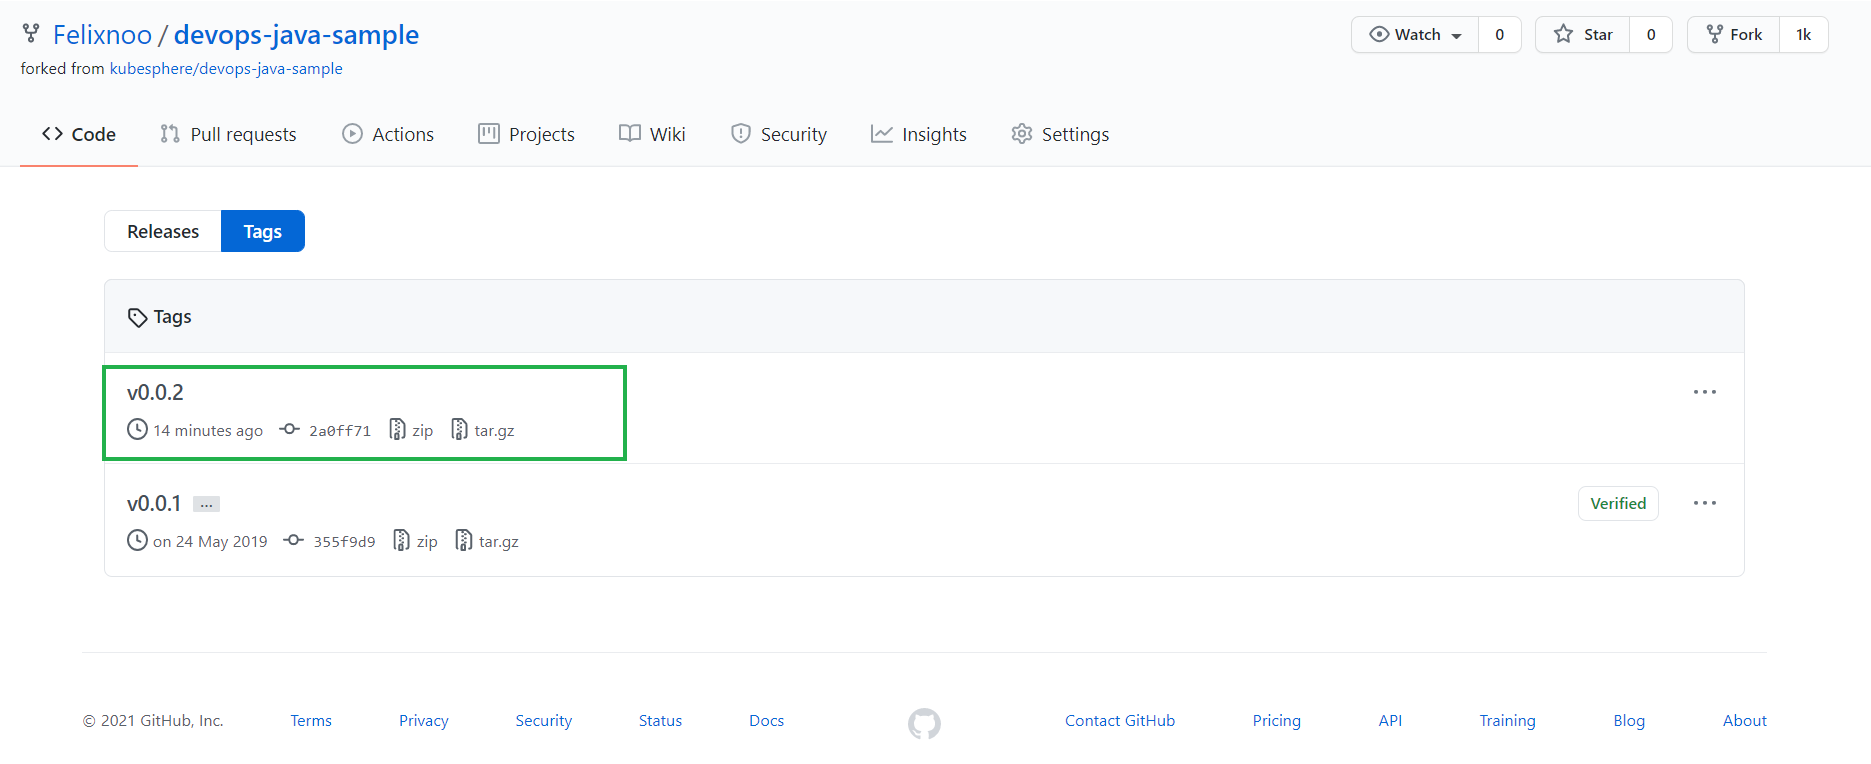 Felixnoo / devops-java-sample
forked from kubesphere/devops-java-sample
Watch 0 Star 0 Fork 1k
Code Pull requests Actions Projects Wiki Security Insights Settings
Releases Tags
Tags
v0.0.2 ...
14 minutes ago 2a0ff71 zip tar.gz
v0.0.1 ... Verified ...
on 24 May 2019 355f9d9 zip tar.gz
© 2021 GitHub, Inc. Terms Privacy Security Status Docs Contact GitHub Pricing API Training Blog About